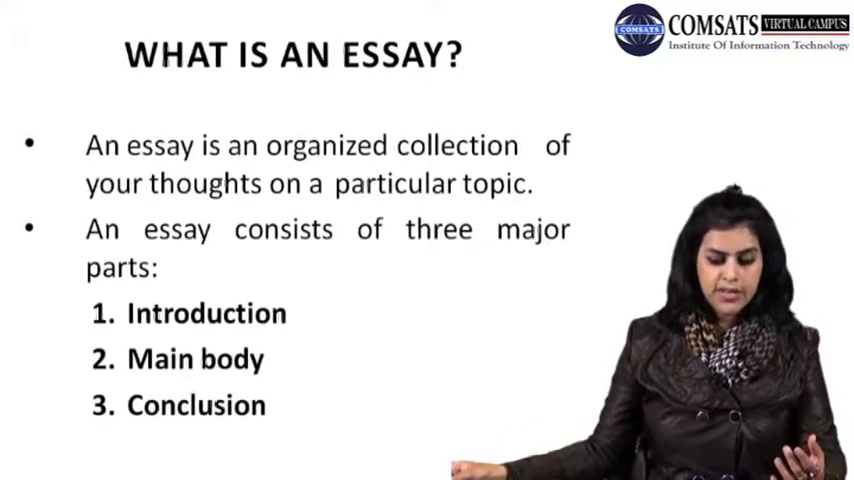 WHAT IS AN ESSAY?
COMSATS
COMSATS VIRTUAL CAMPUS
Institute Of Information Technology
• An essay is an organized collection of
your thoughts on a particular topic.
• An essay consists of three major
parts:
1. Introduction
2. Main body
3. Conclusion